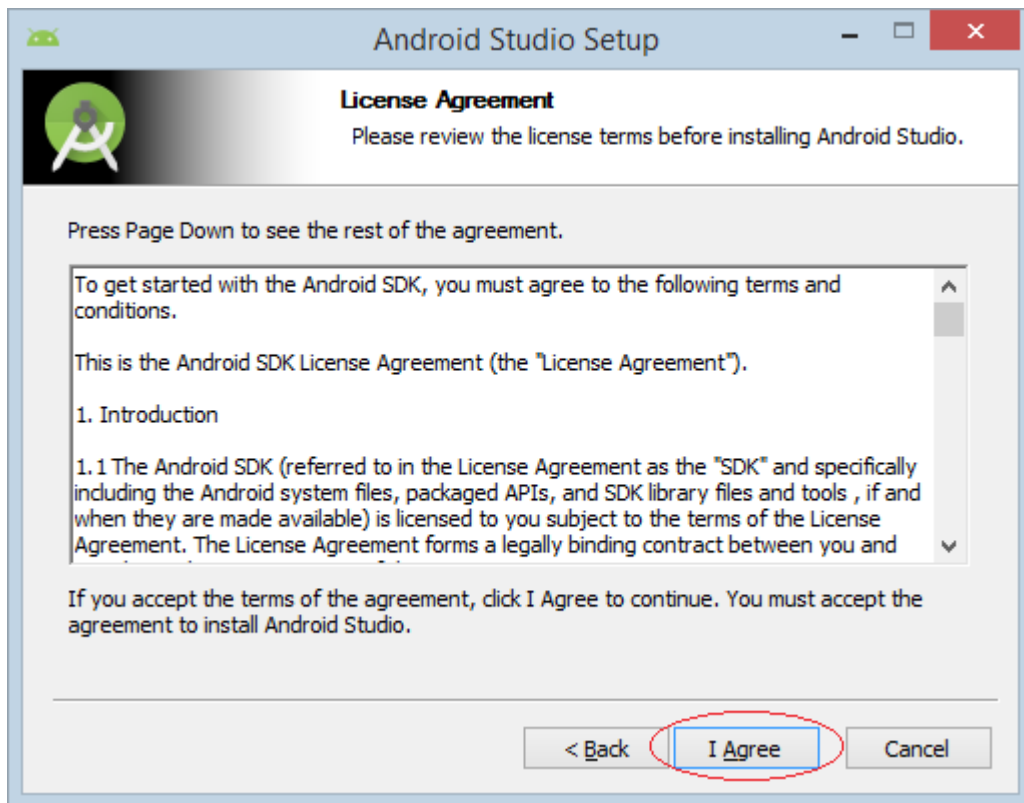 Android Studio Setup
License Agreement
Please review the license terms before installing Android Studio.
Press Page Down to see the rest of the agreement.
To get started with the Android SDK, you must agree to the following terms and
conditions.
This is the Android SDK License Agreement (the "License Agreement").
1. Introduction
1.1 The Android SDK (referred to in the License Agreement as the "SDK" and specifically
including the Android system files, packaged APIs, and SDK library files and tools , if and
when they are made available) is licensed to you subject to the terms of the License
Agreement. The License Agreement forms a legally binding contract between you and
If you accept the terms of the agreement, click I Agree to continue. You must accept the
agreement to install Android Studio.
< Back
I Agree
Cancel